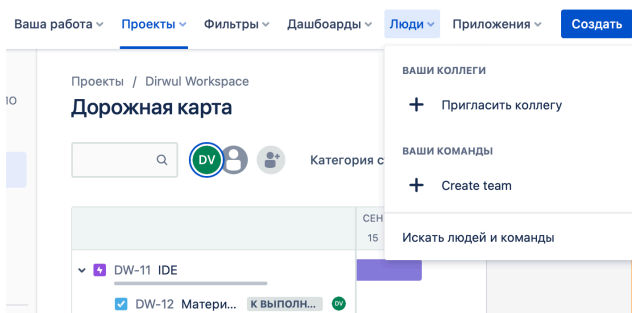 Ваша работа Проекты Фильтры Дашборды Люди Приложения Создать
Проекты / Dirwul Workspace
Дорожная карта
DV
Категория с
СЕН
15
DW-11 IDE
DW-12 Матери... К ВЫПОЛН... DV
ВАШИ КОЛЛЕГИ
+ Пригласить коллегу
ВАШИ КОМАНДЫ
+ Create team
Искать людей и команды